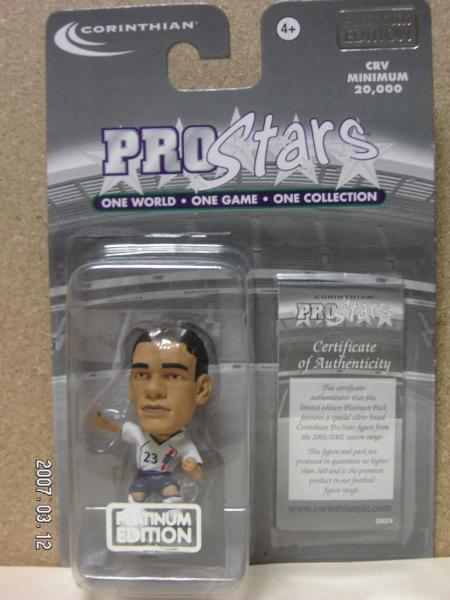 CORINTHIAN
4+
PLATINUM
EDITION
CRV
MINIMUM
20,000
PROStars
ONE WORLD • ONE GAME • ONE COLLECTION
CORINTHIAN
PROStars
Certificate
of Authenticity
This certificate
authenticates that this
limited edition Platinum Pack
features a special silver based
Corinthian ProStars figure from
the 2001/2002 season range.
This figure and pack are
produced in quantities no higher
than 360 and is the premium
product in our football
figure range.
www.corinthianplc.com
23
PLATINUM
EDITION
2007.03.12